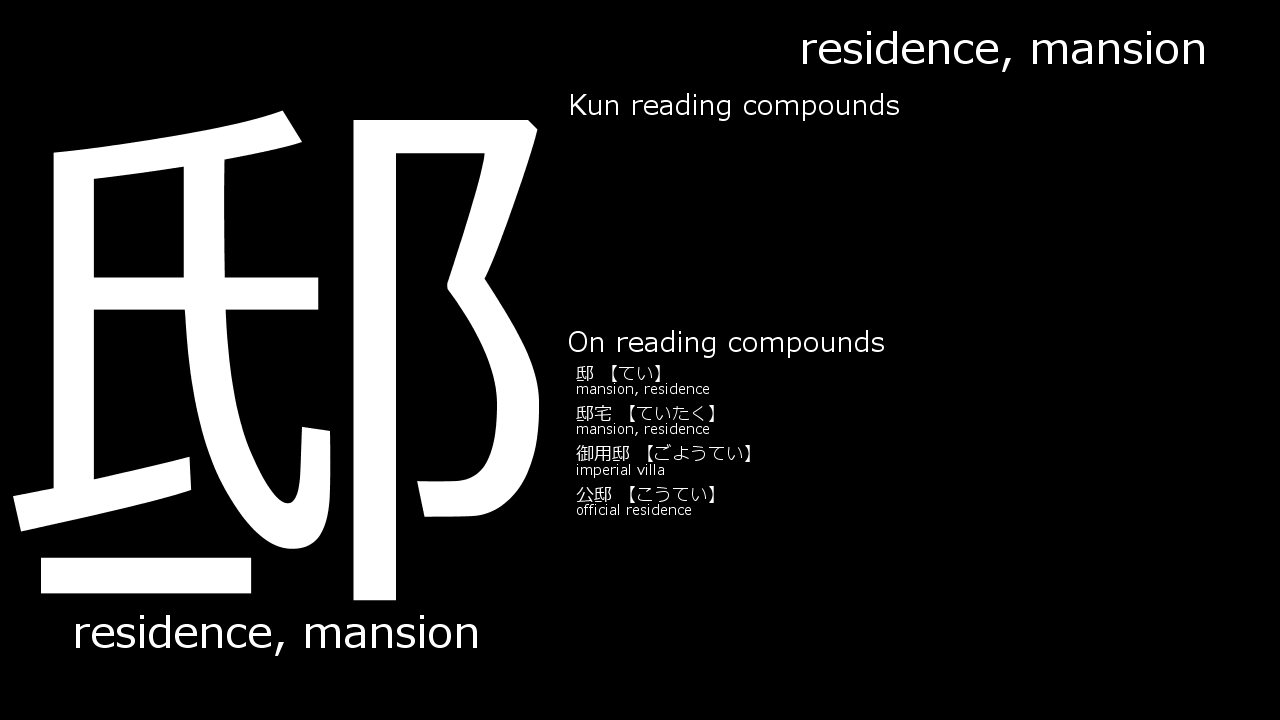 residence, mansion
Kun reading compounds
邸
On reading compounds
邸 【てい】
mansion, residence
邸宅 【ていたく】
mansion, residence
御用邸 【ごようてい】
imperial villa
公邸 【こうてい】
official residence
residence, mansion